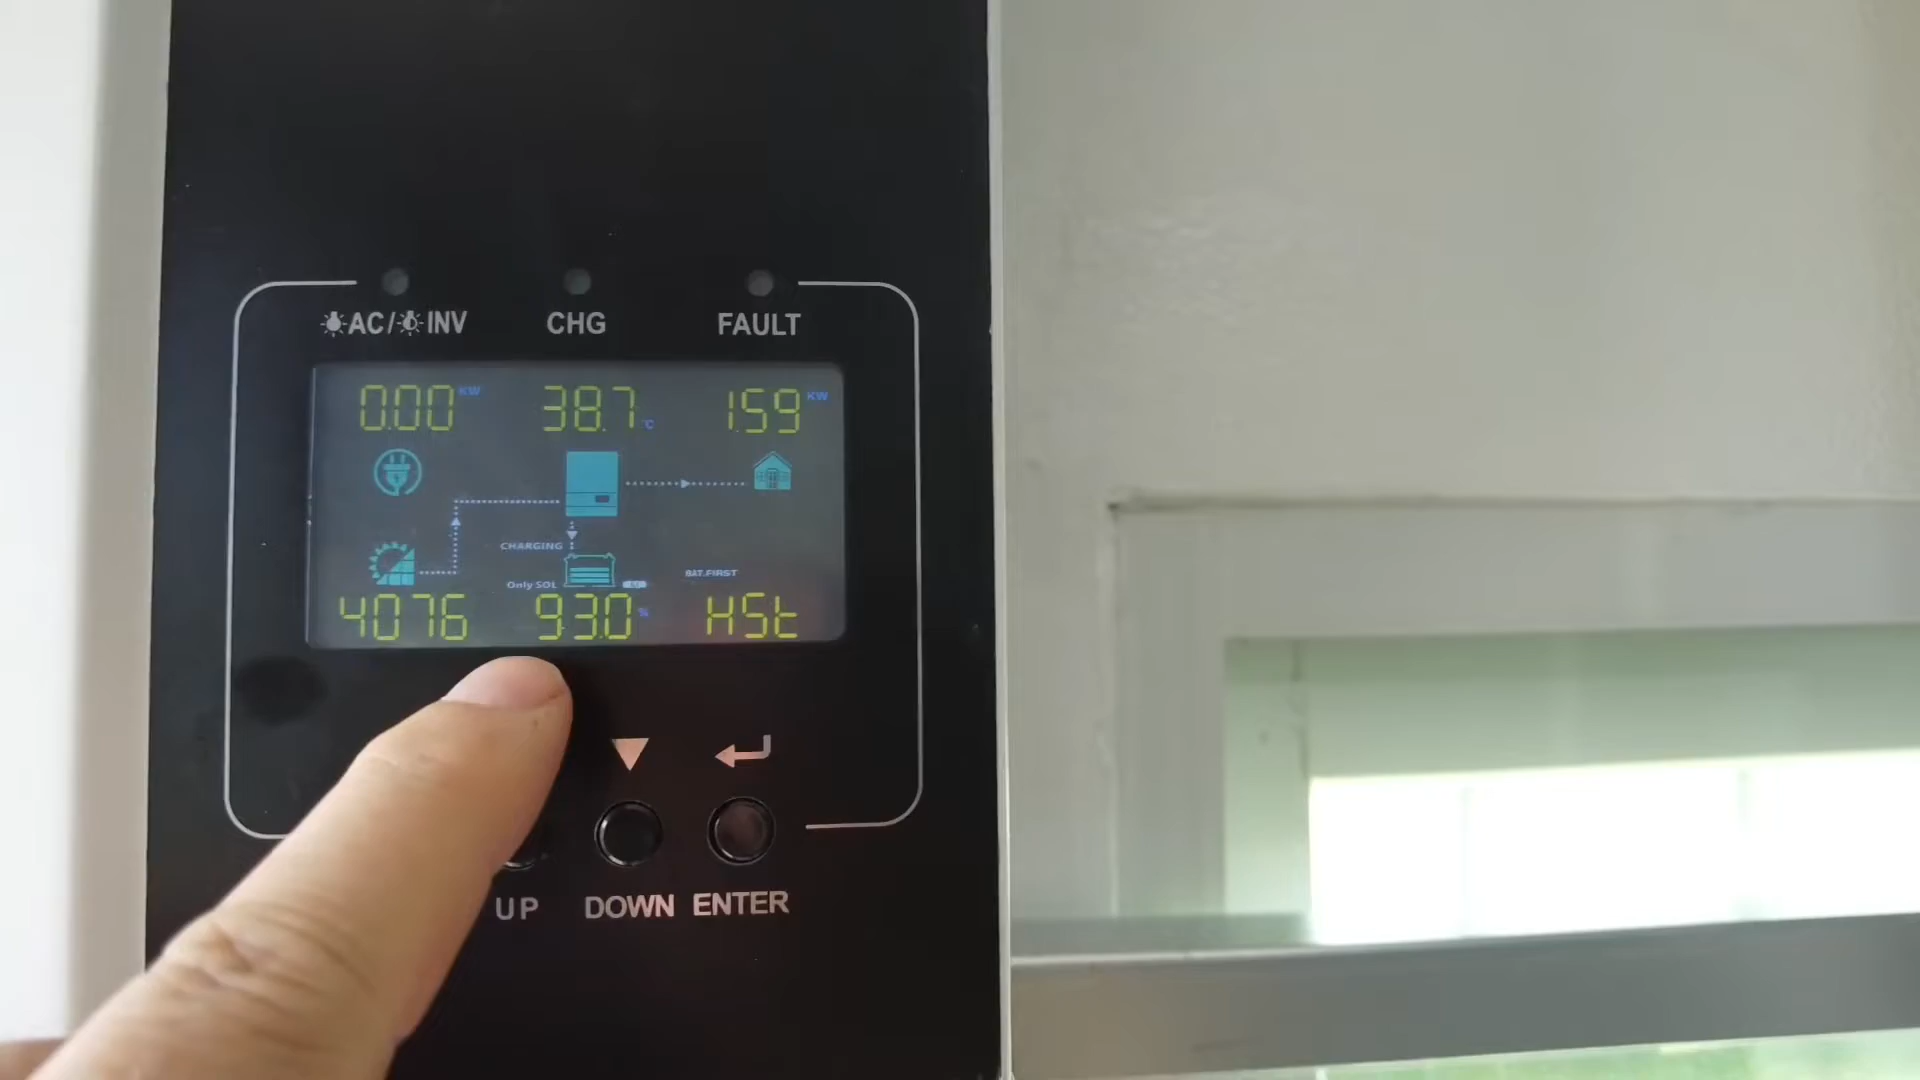 AC/ INV CHG FAULT
0.00 KW 38.7 °C 1.59 KW
CHARGING
Only SOL LI BAT.FIRST
4076 93.0 % HSt
UP DOWN ENTER